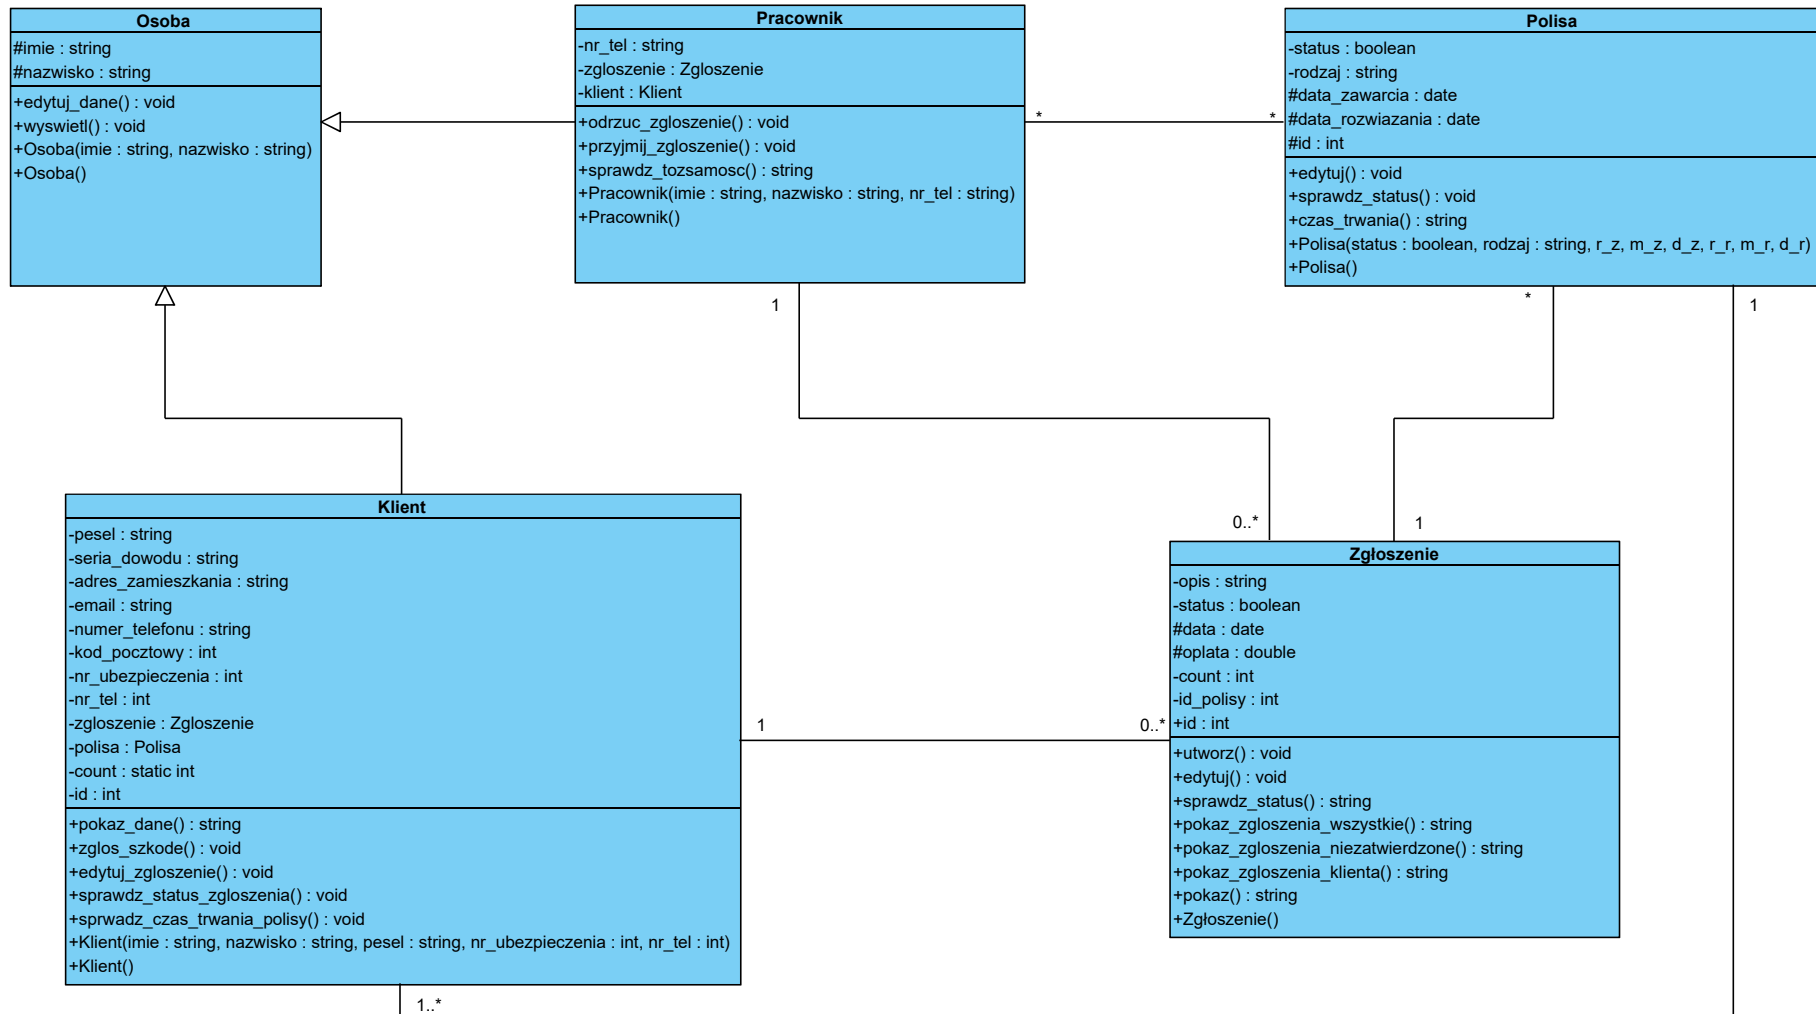 Osoba
#imie : string
#nazwisko : string
+edytuj_dane() : void
+wyswietl() : void
+Osoba(imie : string, nazwisko : string)
+Osoba()
Pracownik
-nr_tel : string
-zgloszenie : Zgloszenie
-klient : Klient
+odrzuc_zgloszenie() : void
+przyjmij_zgloszenie() : void
+sprawdz_tozsamosc() : string
+Pracownik(imie : string, nazwisko : string, nr_tel : string)
+Pracownik()
*
*
Polisa
-status : boolean
-rodzaj : string
#data_zawarcia : date
#data_rozwiazania : date
#id : int
+edytuj() : void
+sprawdz_status() : void
+czas_trwania() : string
+Polisa(status : boolean, rodzaj : string, r_z, m_z, d_z, r_r, m_r, d_r)
+Polisa()
1
*
1
0..*
1
Klient
-pesel : string
-seria_dowodu : string
-adres_zamieszkania : string
-email : string
-numer_telefonu : string
-kod_pocztowy : int
-nr_ubezpieczenia : int
-nr_tel : int
-zgloszenie : Zgloszenie
-polisa : Polisa
-count : static int
-id : int
+pokaz_dane() : string
+zglos_szkode() : void
+edytuj_zgloszenie() : void
+sprawdz_status_zgloszenia() : void
+sprwadz_czas_trwania_polisy() : void
+Klient(imie : string, nazwisko : string, pesel : string, nr_ubezpieczenia : int, nr_tel : int)
+Klient()
1
0..*
Zgłoszenie
-opis : string
-status : boolean
#data : date
#oplata : double
-count : int
-id_polisy : int
+id : int
+utworz() : void
+edytuj() : void
+sprawdz_status() : string
+pokaz_zgloszenia_wszystkie() : string
+pokaz_zgloszenia_niezatwierdzone() : string
+pokaz_zgloszenia_klienta() : string
+pokaz() : string
+Zgłoszenie()
1..*